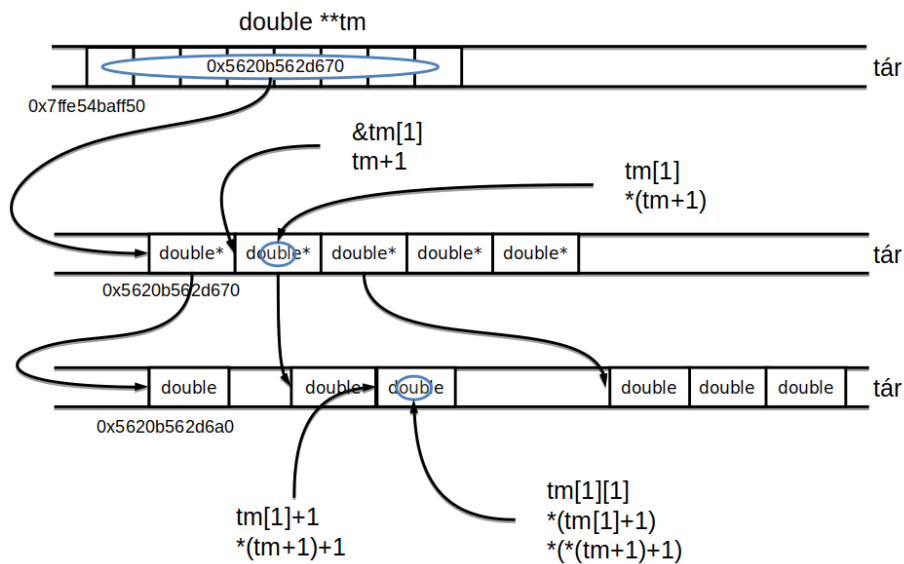 double **tm
0x5620b562d670
tár
0x7ffe54baff50
&tm[1]
tm+1
tm[1]
*(tm+1)
double* double* double* double* double*
tár
0x5620b562d670
double double double double double double
tár
0x5620b562d6a0
tm[1]+1
*(tm+1)+1
tm[1][1]
*(tm[1]+1)
*(*(tm+1)+1)